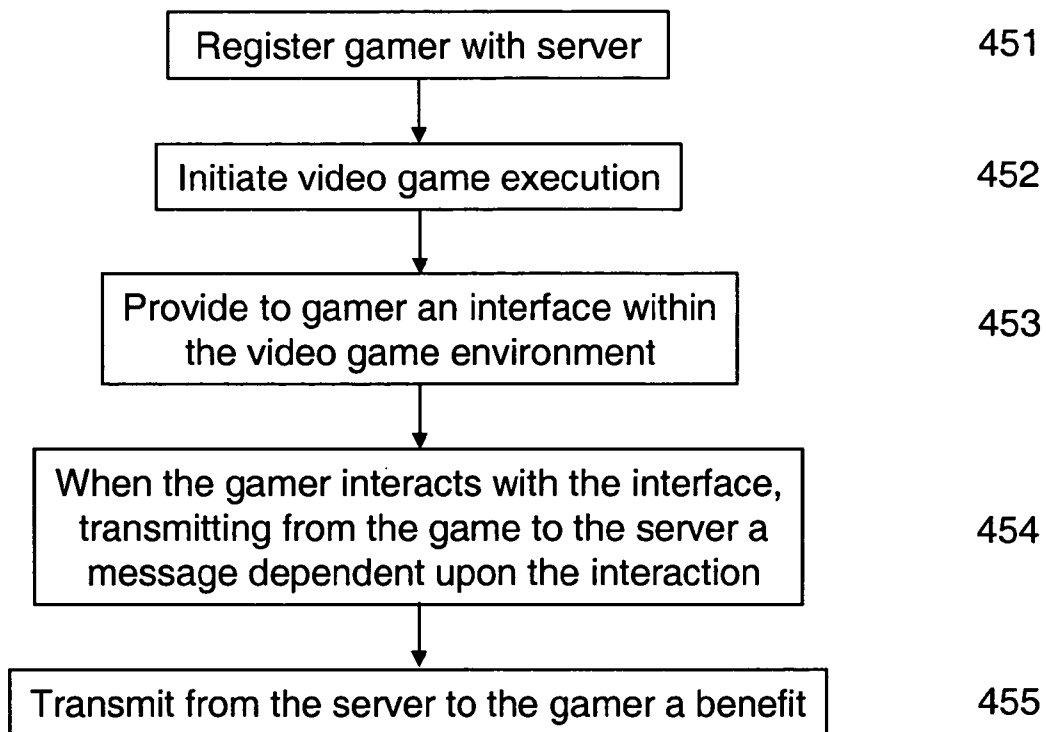 Register gamer with server 451
Initiate video game execution 452
Provide to gamer an interface within
the video game environment 453
When the gamer interacts with the interface,
transmitting from the game to the server a 454
message dependent upon the interaction
Transmit from the server to the gamer a benefit 455